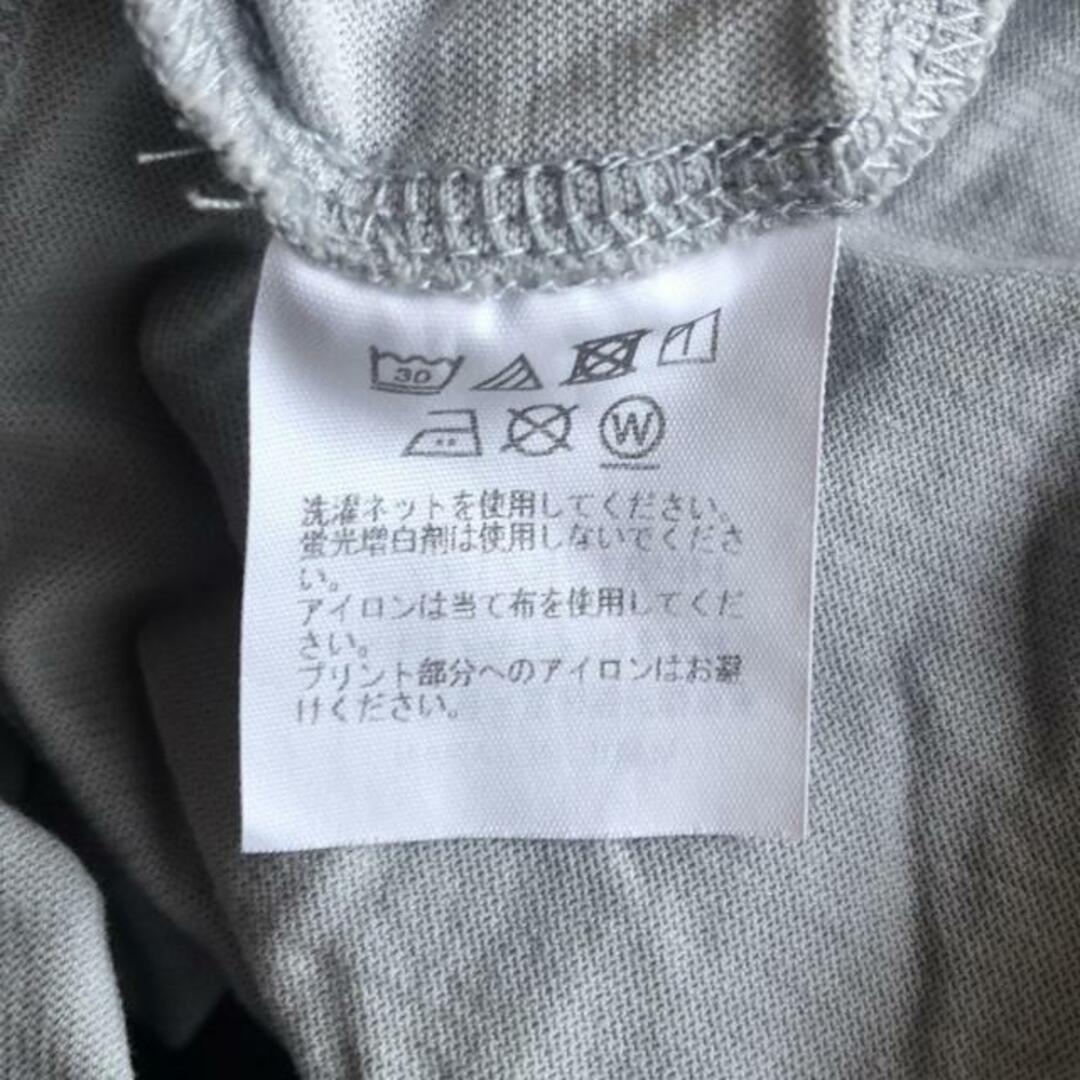 30
W
洗濯ネットを使用してください。
蛍光増白剤は使用しないでくださ
い。
アイロンは当て布を使用してくだ
さい。
プリント部分へのアイロンはお避
けください。